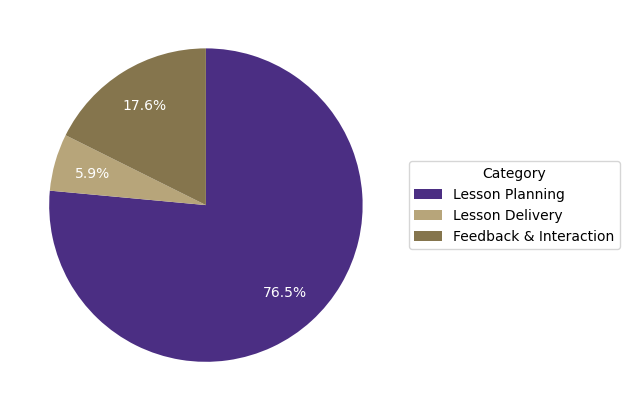 17.6%
5.9%
76.5%
Category
Lesson Planning
Lesson Delivery
Feedback & Interaction